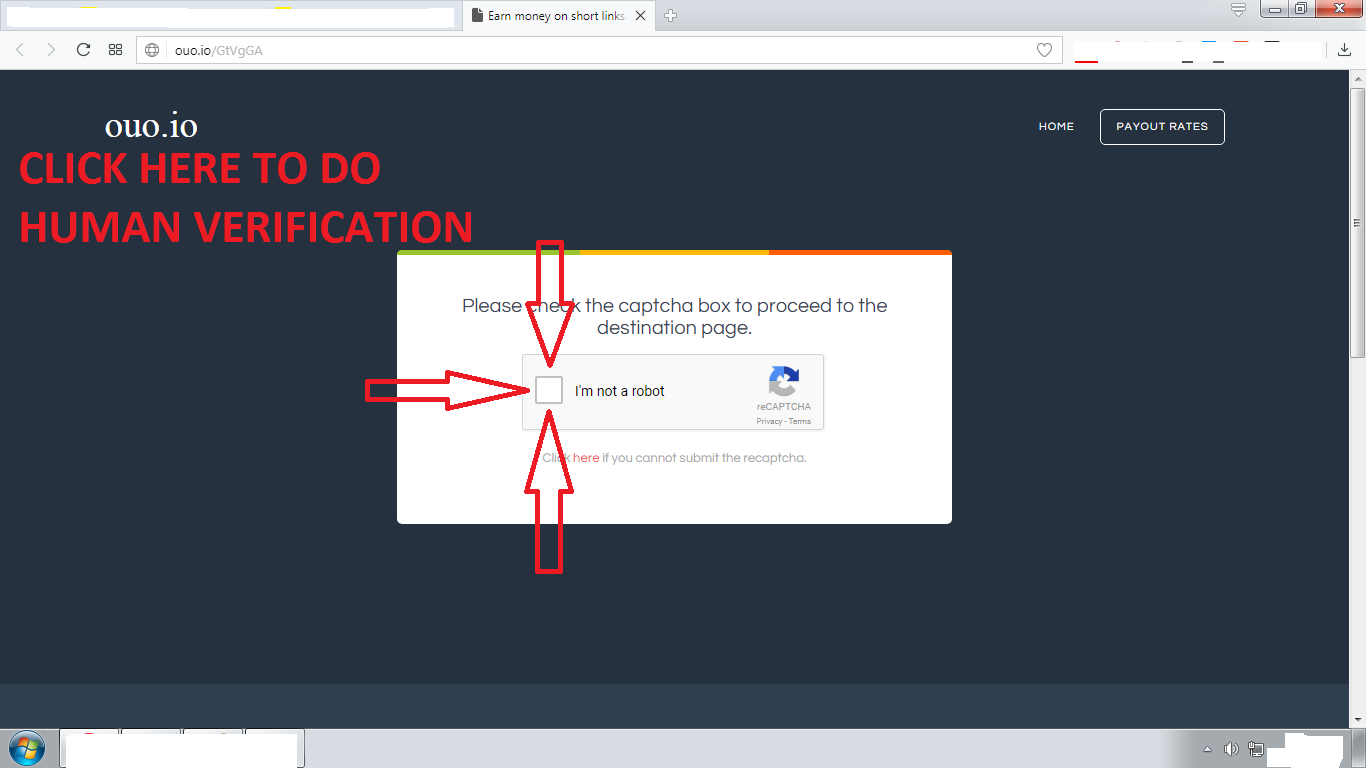 Earn money on short links
ouo.io/GtVgGA
ouo.io
HOME
PAYOUT RATES
CLICK HERE TO DO
HUMAN VERIFICATION
Please check the captcha box to proceed to the
destination page.
I'm not a robot
reCAPTCHA
Privacy - Terms
Click here if you cannot submit the recaptcha.